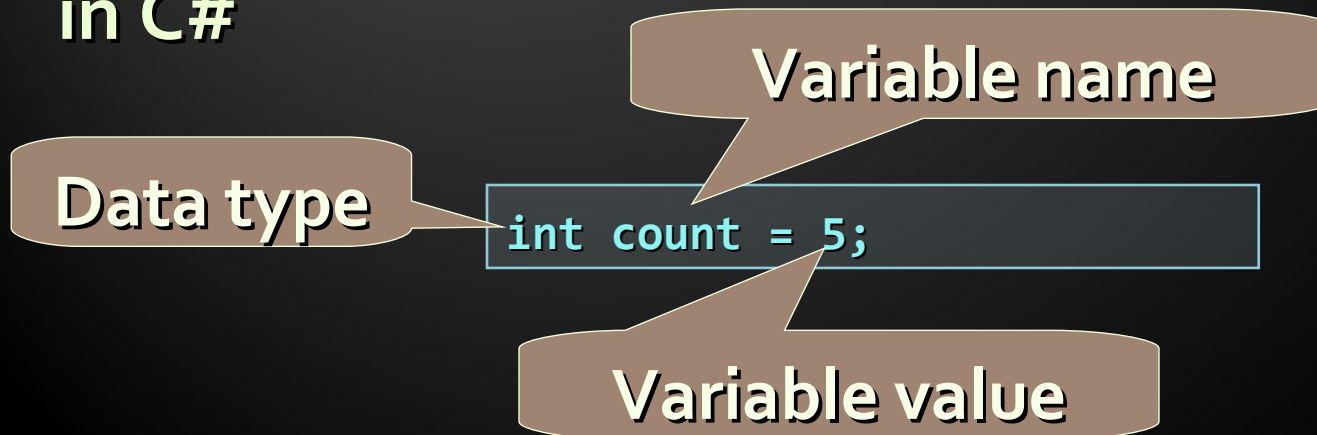 in C#
Variable name
Data type
int count = 5;
Variable value